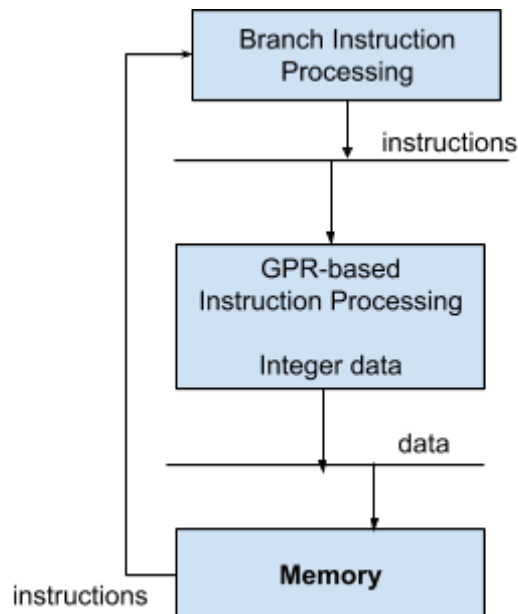 Branch Instruction
Processing
instructions
GPR-based
Instruction Processing
Integer data
data
Memory
instructions